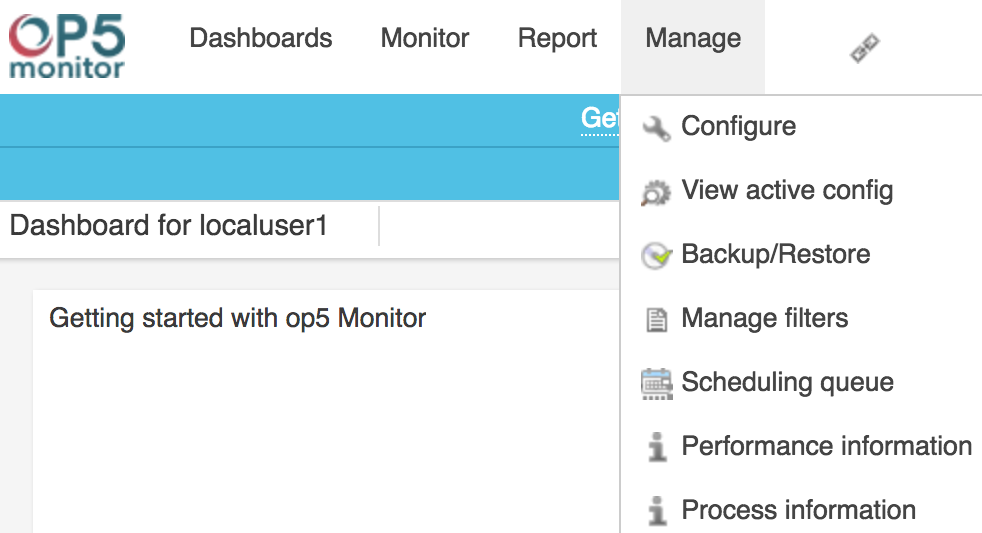 OP5
monitor
Dashboards
Monitor
Report
Manage
Configure
View active config
Backup/Restore
Manage filters
Scheduling queue
Performance information
Process information
Dashboard for localuser1
Getting started with op5 Monitor